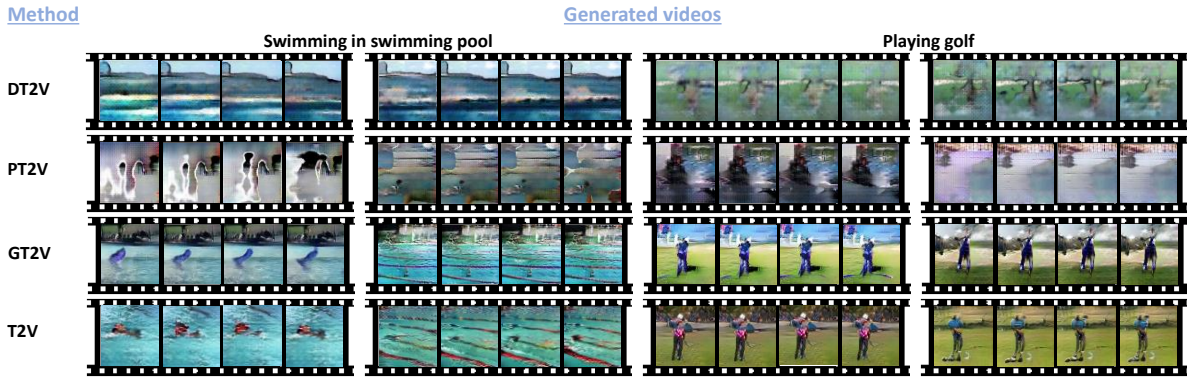 Method Generated videos
Swimming in swimming pool Playing golf
DT2V
PT2V
GT2V
T2V